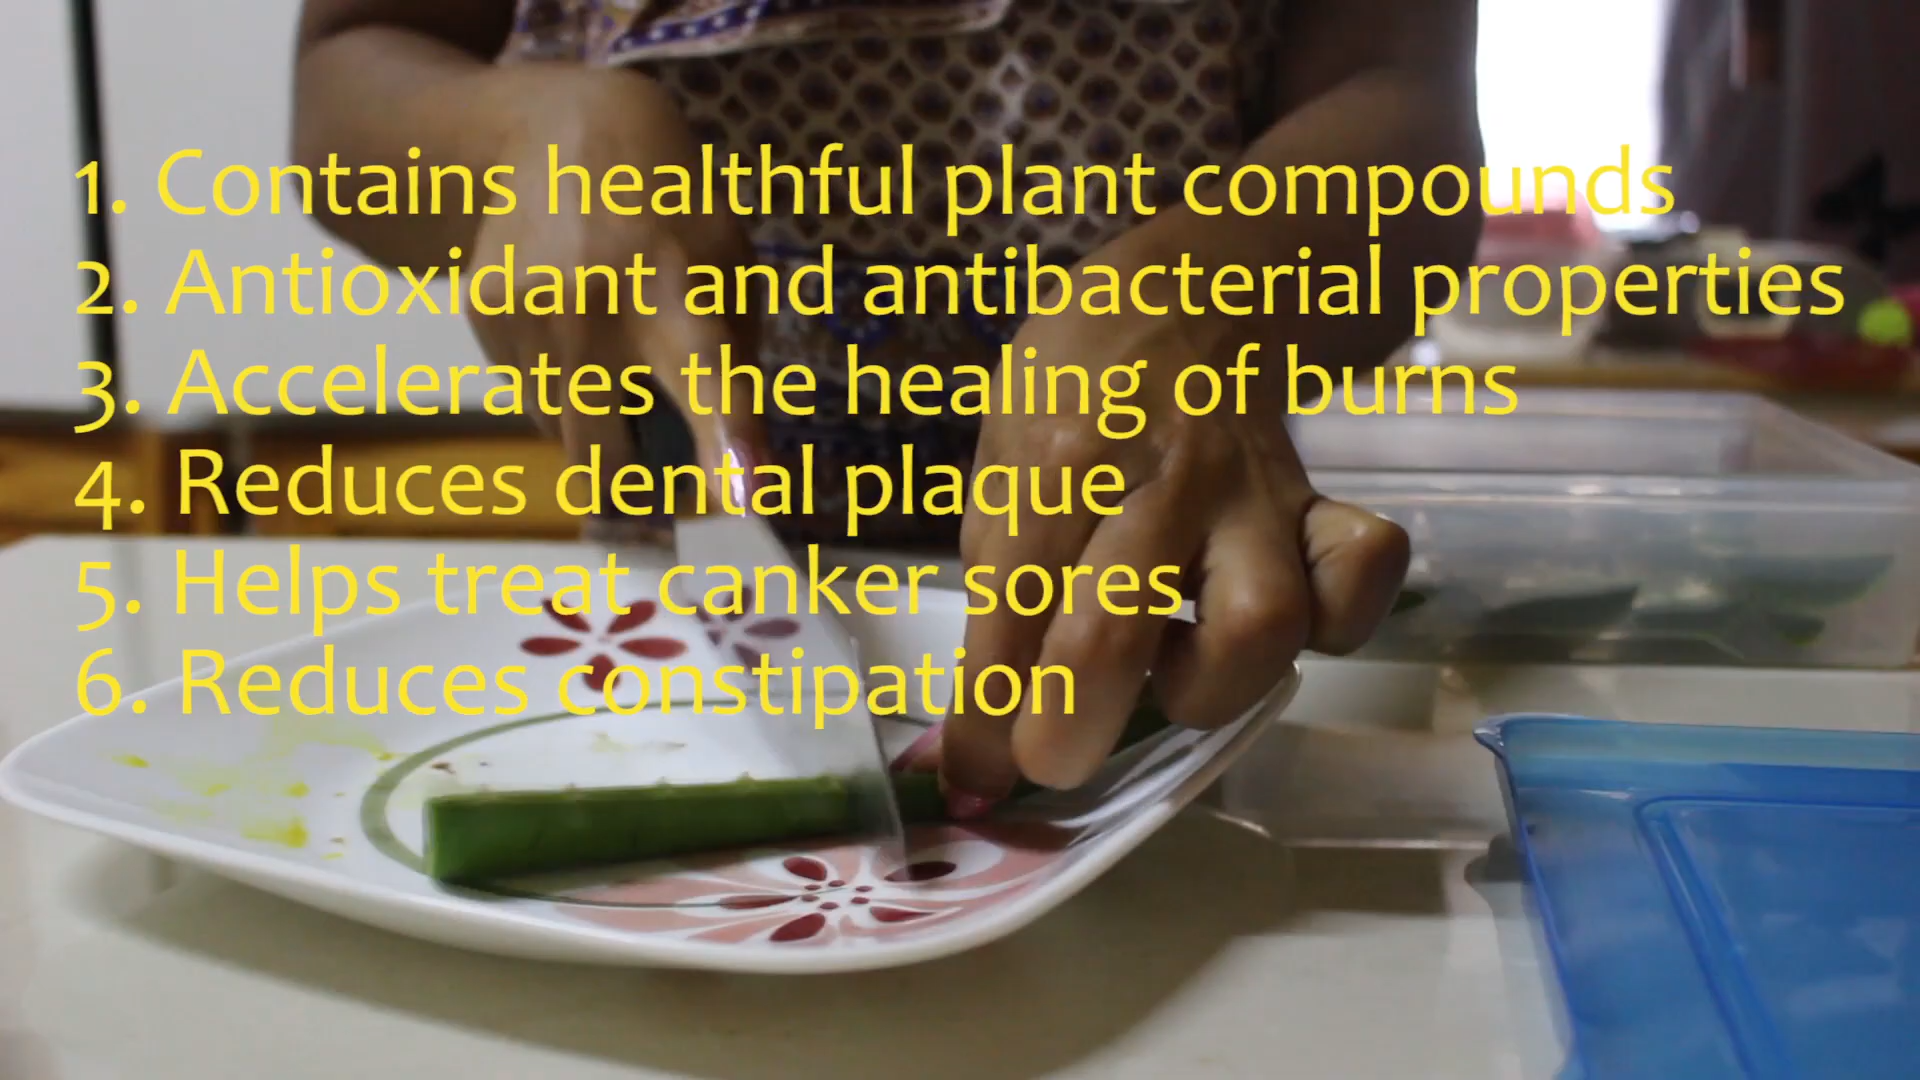 1. Contains healthful plant compounds
2. Antioxidant and antibacterial properties
3. Accelerates the healing of burns
4. Reduces dental plaque
5. Helps treat canker sores
6. Reduces constipation